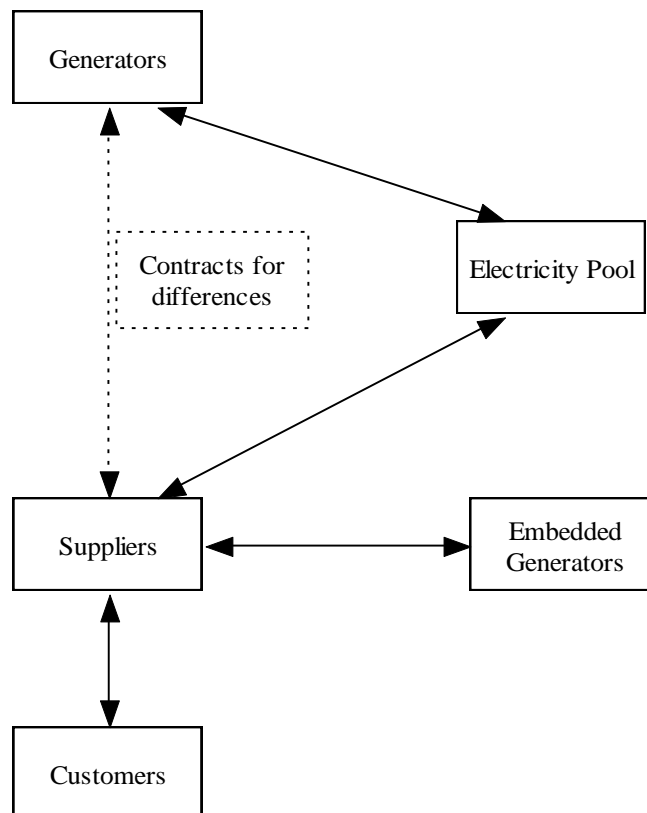 Generators
Electricity Pool
Contracts for
differences
Suppliers
Embedded
Generators
Customers